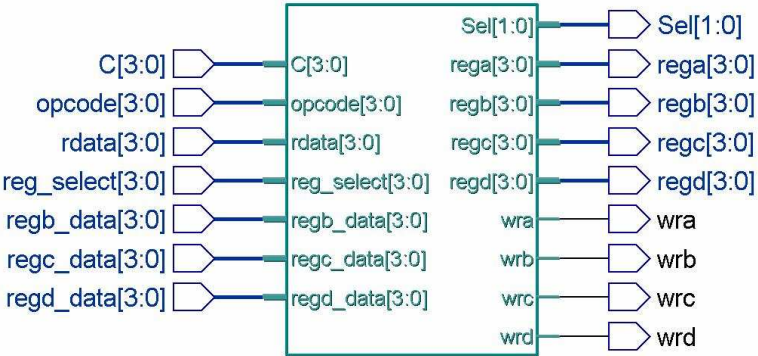 Sel[1:0] Sel[1:0]
C[3:0] C[3:0] rega[3:0] rega[3:0]
opcode[3:0] opcode[3:0] regb[3:0] regb[3:0]
rdata[3:0] rdata[3:0] regc[3:0] regc[3:0]
reg_select[3:0] reg_select[3:0] regd[3:0] regd[3:0]
regb_data[3:0] regb_data[3:0] wra wra
regc_data[3:0] regc_data[3:0] wrb wrb
regd_data[3:0] regd_data[3:0] wrc wrc
wrd wrd